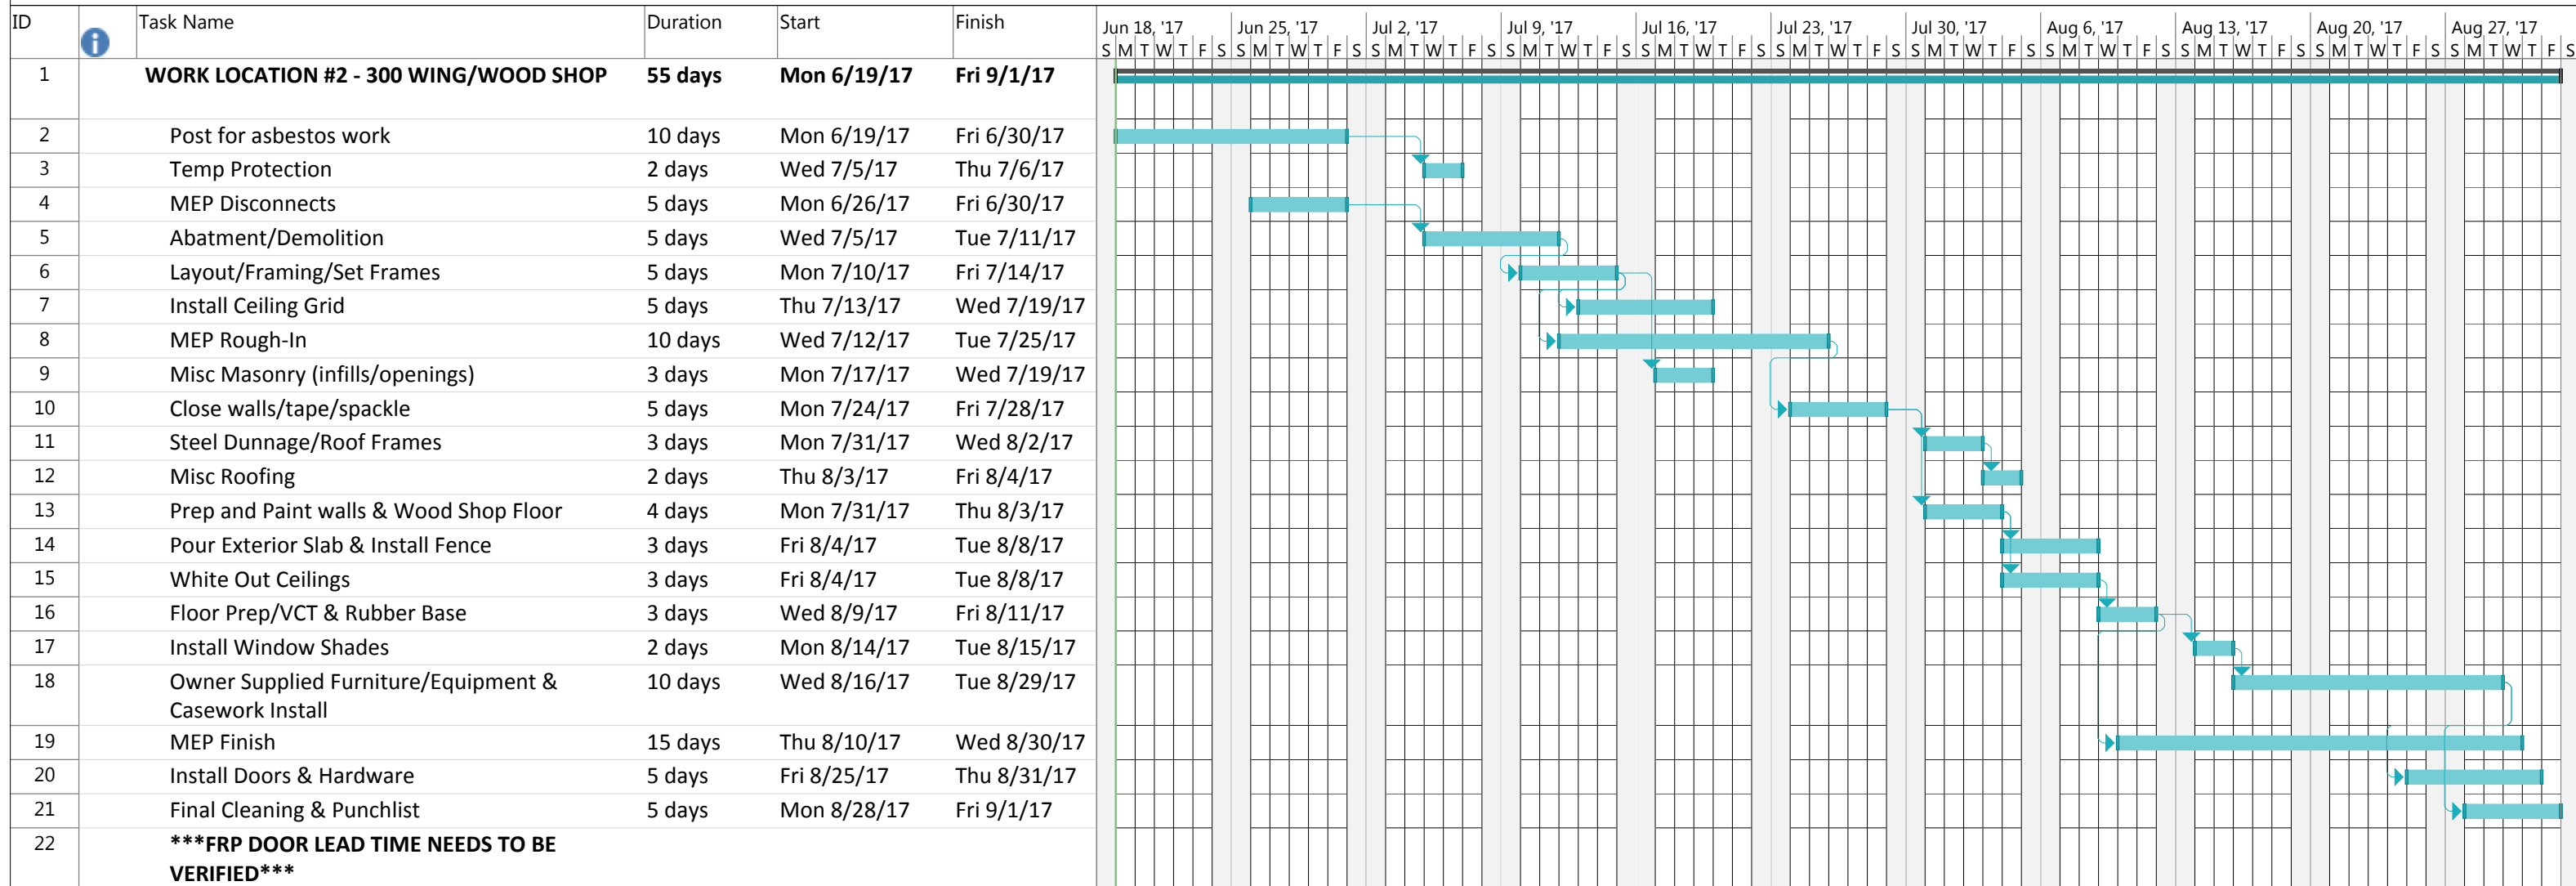 ID Task Name Duration Start Finish Jun 18, '17 Jun 25, '17 Jul 2, '17 Jul 9, '17 Jul 16, '17 Jul 23, '17 Jul 30, '17 Aug 6, '17 Aug 13, '17 Aug 20, '17 Aug 27, '17
S M T W T F S S M T W T F S S M T W T F S S M T W T F S S M T W T F S S M T W T F S S M T W T F S S M T W T F S S M T W T F S S M T W T F S S M T W T F S
1 WORK LOCATION #2 - 300 WING/WOOD SHOP 55 days Mon 6/19/17 Fri 9/1/17
2 Post for asbestos work 10 days Mon 6/19/17 Fri 6/30/17
3 Temp Protection 2 days Wed 7/5/17 Thu 7/6/17
4 MEP Disconnects 5 days Mon 6/26/17 Fri 6/30/17
5 Abatment/Demolition 5 days Wed 7/5/17 Tue 7/11/17
6 Layout/Framing/Set Frames 5 days Mon 7/10/17 Fri 7/14/17
7 Install Ceiling Grid 5 days Thu 7/13/17 Wed 7/19/17
8 MEP Rough-In 10 days Wed 7/12/17 Tue 7/25/17
9 Misc Masonry (infills/openings) 3 days Mon 7/17/17 Wed 7/19/17
10 Close walls/tape/spackle 5 days Mon 7/24/17 Fri 7/28/17
11 Steel Dunnage/Roof Frames 3 days Mon 7/31/17 Wed 8/2/17
12 Misc Roofing 2 days Thu 8/3/17 Fri 8/4/17
13 Prep and Paint walls & Wood Shop Floor 4 days Mon 7/31/17 Thu 8/3/17
14 Pour Exterior Slab & Install Fence 3 days Fri 8/4/17 Tue 8/8/17
15 White Out Ceilings 3 days Fri 8/4/17 Tue 8/8/17
16 Floor Prep/VCT & Rubber Base 3 days Wed 8/9/17 Fri 8/11/17
17 Install Window Shades 2 days Mon 8/14/17 Tue 8/15/17
18 Owner Supplied Furniture/Equipment & 10 days Wed 8/16/17 Tue 8/29/17
Casework Install
19 MEP Finish 15 days Thu 8/10/17 Wed 8/30/17
20 Install Doors & Hardware 5 days Fri 8/25/17 Thu 8/31/17
21 Final Cleaning & Punchlist 5 days Mon 8/28/17 Fri 9/1/17
22 ***FRP DOOR LEAD TIME NEEDS TO BE
VERIFIED***